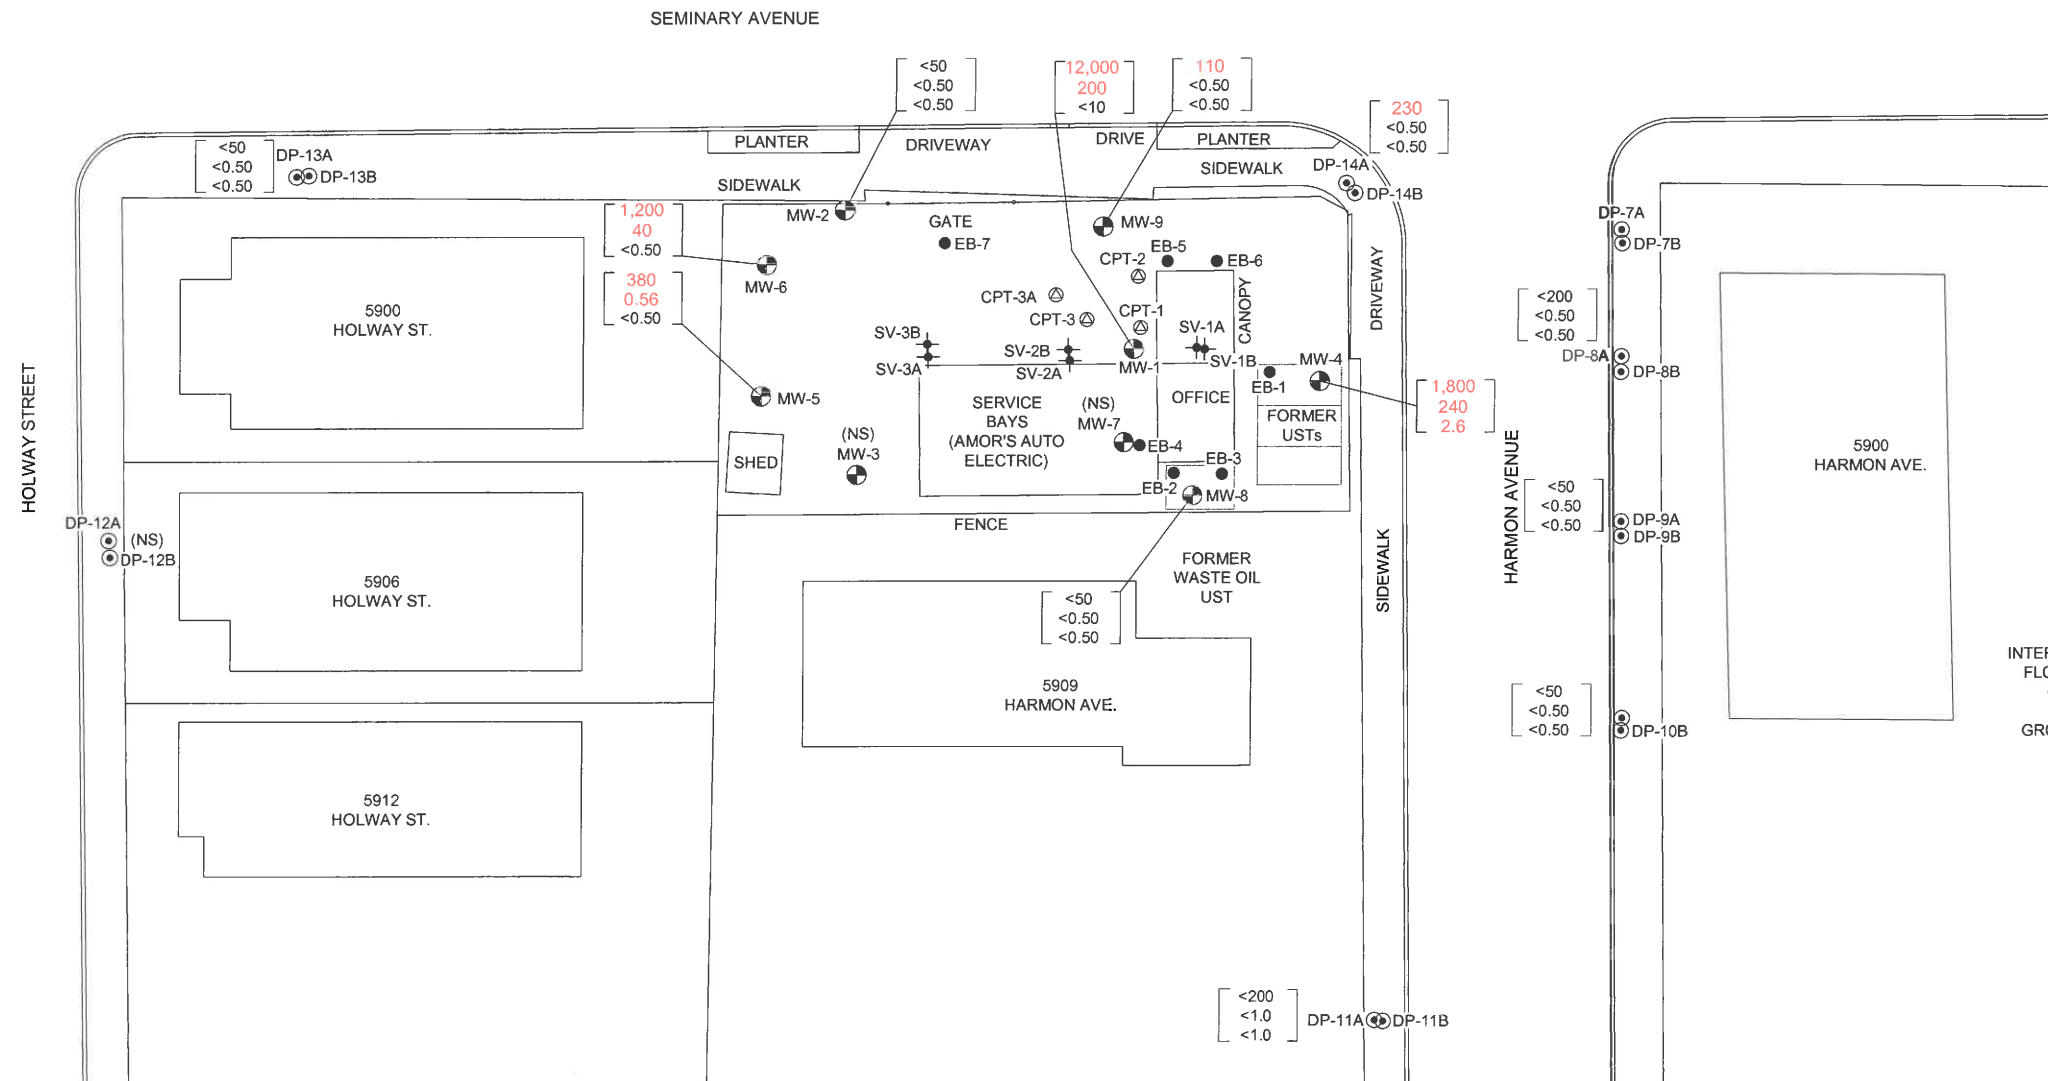 SEMINARY AVENUE
<50
<0.50
<0.50
12,000
200
<10
110
<0.50
<0.50
230
<0.50
<0.50
PLANTER
DRIVEWAY
DRIVE
PLANTER
<50
<0.50
<0.50
DP-13A
DP-13B
SIDEWALK
SIDEWALK
DP-14A
DP-14B
1,200
40
<0.50
MW-2
GATE
EB-7
MW-9
EB-5
EB-6
DP-7A
DP-7B
MW-6
CPT-2
CPT-3A
CPT-3
CPT-1
CANOPY
DRIVEWAY
380
0.56
<0.50
5900
HOLWAY ST.
<200
<0.50
<0.50
SV-3B
SV-3A
SV-2B
SV-2A
SV-1A
SV-1B
MW-1
MW-4
EB-1
DP-8A
DP-8B
HOLWAY STREET
MW-5
SERVICE
BAYS
(AMOR'S AUTO
ELECTRIC)
(NS)
MW-7
EB-4
OFFICE
FORMER
USTs
1,800
240
2.6
SHED
(NS)
MW-3
EB-3
EB-2
MW-8
HARMON AVENUE
5900
HARMON AVE.
<50
<0.50
<0.50
DP-9A
DP-9B
DP-12A
(NS)
DP-12B
FENCE
FORMER
WASTE OIL
UST
SIDEWALK
5906
HOLWAY ST.
<50
<0.50
<0.50
5909
HARMON AVE.
<50
<0.50
<0.50
DP-10B
INTER
FLO
GRO
5912
HOLWAY ST.
<200
<1.0
<1.0
DP-11A
DP-11B